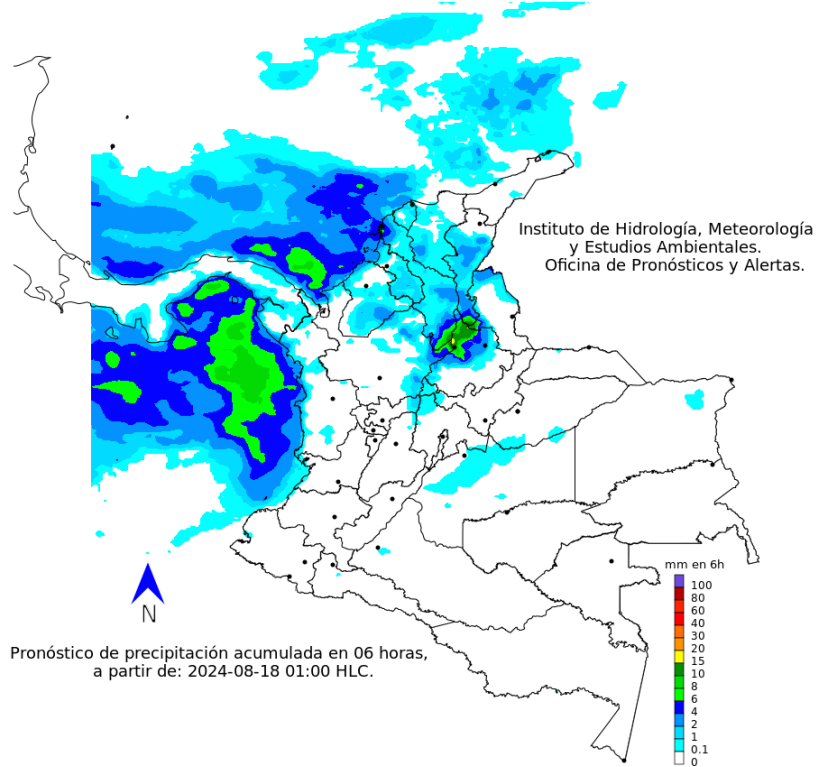 Instituto de Hidrología, Meteorología
y Estudios Ambientales.
Oficina de Pronósticos y Alertas.
N
Pronóstico de precipitación acumulada en 06 horas,
a partir de: 2024-08-18 01:00 HLC.
mm en 6h
100
80
60
40
30
20
15
10
8
6
4
2
1
0.1
0